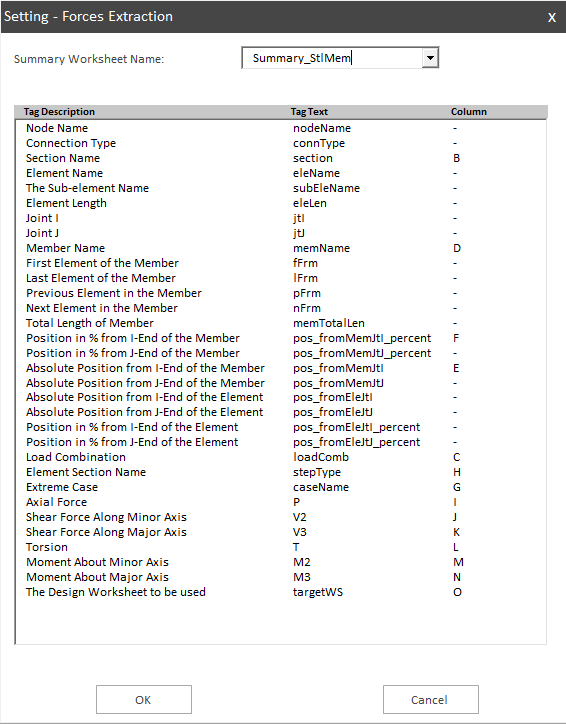 Setting - Forces Extraction x
Summary Worksheet Name: Summary_StlMem
Tag Description Tag Text Column
Node Name nodeName -
Connection Type connType -
Section Name section B
Element Name eleName -
The Sub-element Name subEleName -
Element Length eleLen -
Joint I jtI -
Joint J jtJ -
Member Name memName D
First Element of the Member fFrm -
Last Element of the Member lFrm -
Previous Element in the Member pFrm -
Next Element in the Member nFrm -
Total Length of Member memTotalLen -
Position in % from I-End of the Member pos_fromMemJtI_percent F
Position in % from J-End of the Member pos_fromMemJtJ_percent -
Absolute Position from I-End of the Member pos_fromMemJtI E
Absolute Position from J-End of the Member pos_fromMemJtJ -
Absolute Position from I-End of the Element pos_fromEleJtI -
Absolute Position from J-End of the Element pos_fromEleJtJ -
Position in % from I-End of the Element pos_fromEleJtI_percent -
Position in % from J-End of the Element pos_fromEleJtJ_percent -
Load Combination loadComb C
Element Section Name stepType H
Extreme Case caseName G
Axial Force P I
Shear Force Along Minor Axis V2 J
Shear Force Along Major Axis V3 K
Torsion T L
Moment About Minor Axis M2 M
Moment About Major Axis M3 N
The Design Worksheet to be used targetWS O
OK Cancel